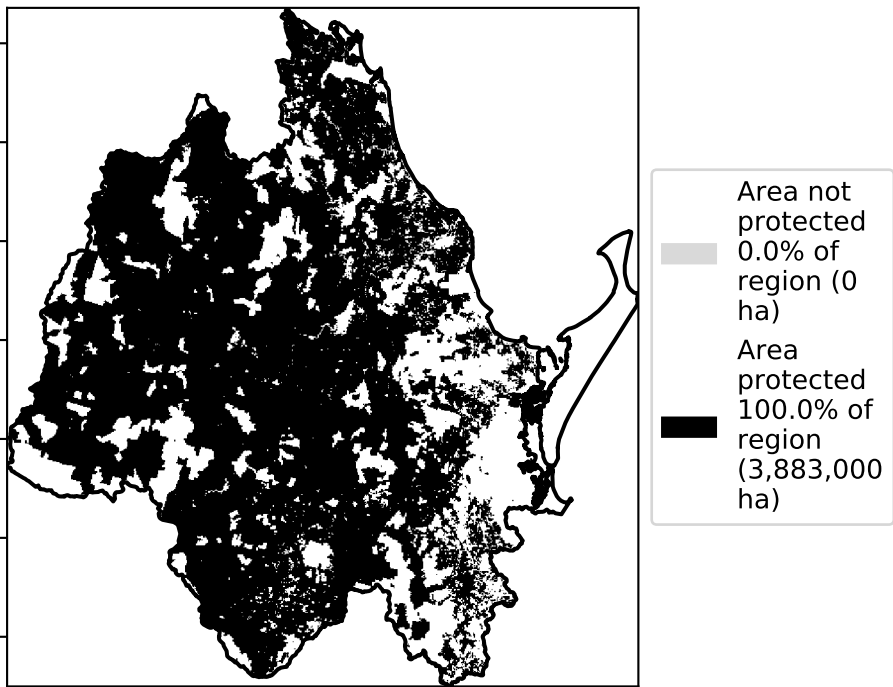 Area not
protected
0.0% of
region (0
ha)
Area
protected
100.0% of
region
(3,883,000
ha)